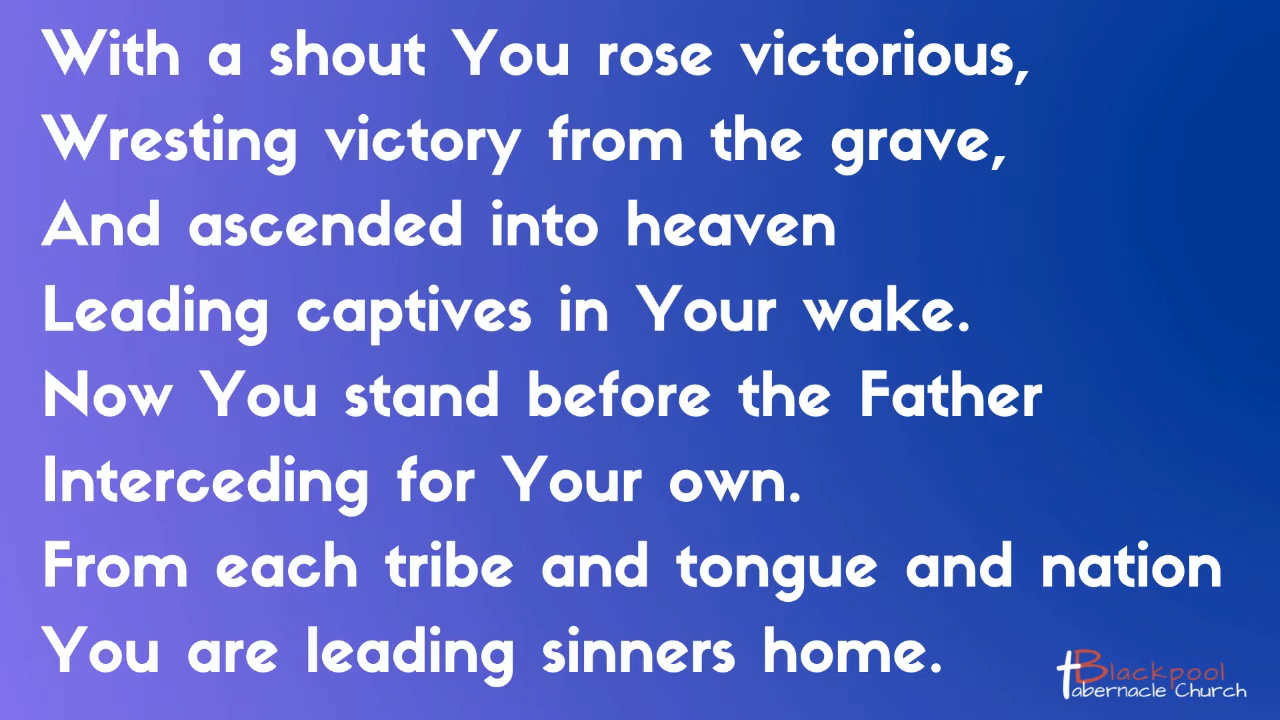 With a shout You rose victorious,
Wresting victory from the grave,
And ascended into heaven
Leading captives in Your wake.
Now You stand before the Father
Interceding for Your own.
From each tribe and tongue and nation
You are leading sinners home.
Blackpool
Tabernacle Church